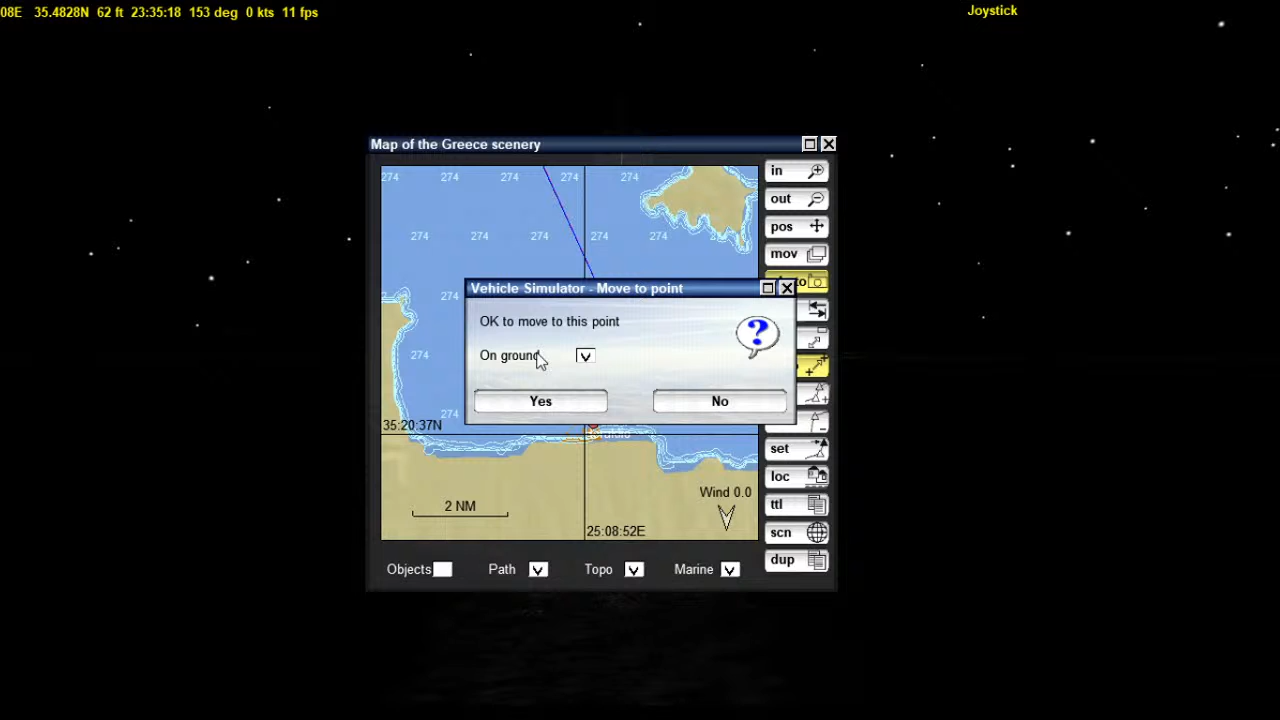 08E 35.4828N 62 ft 23:35:18 153 deg 0 kts 11 fps
Joystick
Map of the Greece scenery
274 274 274 274 274
274 274 274 274 274
274
274
274
in
out
pos
mov
to
Vehicle Simulator - Move to point
OK to move to this point
On ground
Yes No
35:20:37N
set
loc
ttl
scn
dup
Wind 0.0
2 NM
25:08:52E
Objects Path Topo Marine